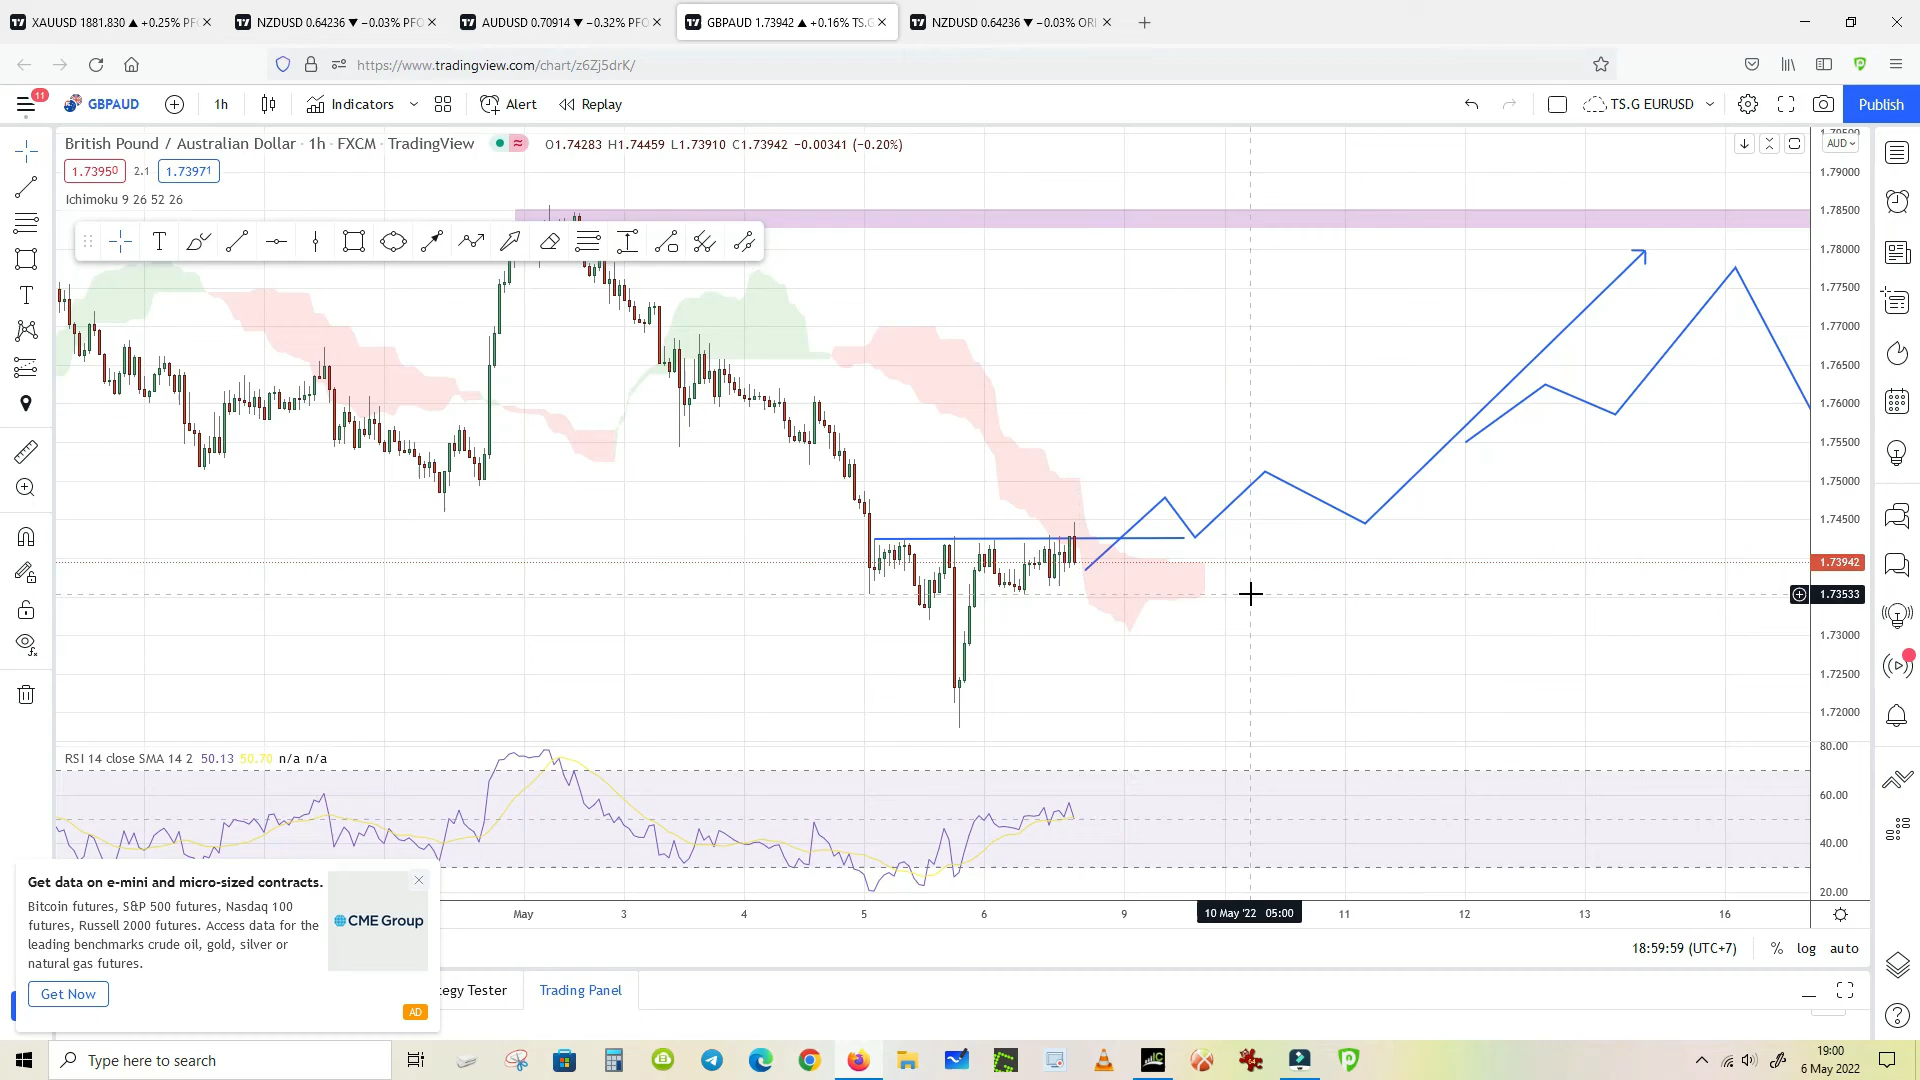 XAUUSD 1881.830 ▲ +0.25% PF
NZDUSD 0.64236 ▼ −0.03% PFO
AUDUSD 0.70914 ▼ −0.32% PFO
GBPAUD 1.73942 ▲ +0.16% TS.G
NZDUSD 0.64236 ▼ −0.03% ORI
https://www.tradingview.com/chart/z6Zj5drK/
11
GBPAUD
1h
Indicators
Alert
Replay
TS.G EURUSD
Publish
British Pound / Australian Dollar · 1h · FXCM · TradingView
O1.74283 H1.74459 L1.73910 C1.73942 −0.00341 (−0.20%)
AUD
1.73950
2.1
1.73971
Ichimoku 9 26 52 26
1.79500
1.79000
1.78500
1.78000
1.77500
1.77000
1.76500
1.76000
1.75500
1.75000
1.74500
1.73942
1.73533
1.73000
1.72500
1.72000
RSI 14 close SMA 14 2 50.13 50.70 n/a n/a
80.00
60.00
40.00
20.00
May
3
4
5
6
9
10 May '22 05:00
11
12
13
16
Get data on e-mini and micro-sized contracts.
Bitcoin futures, S&P 500 futures, Nasdaq 100
futures, Russell 2000 futures. Access data for the
leading benchmarks crude oil, gold, silver or
natural gas futures.
CME Group
Get Now
AD
18:59:59 (UTC+7)
%
log
auto
tegy Tester
Trading Panel
Type here to search
19:00
6 May 2022